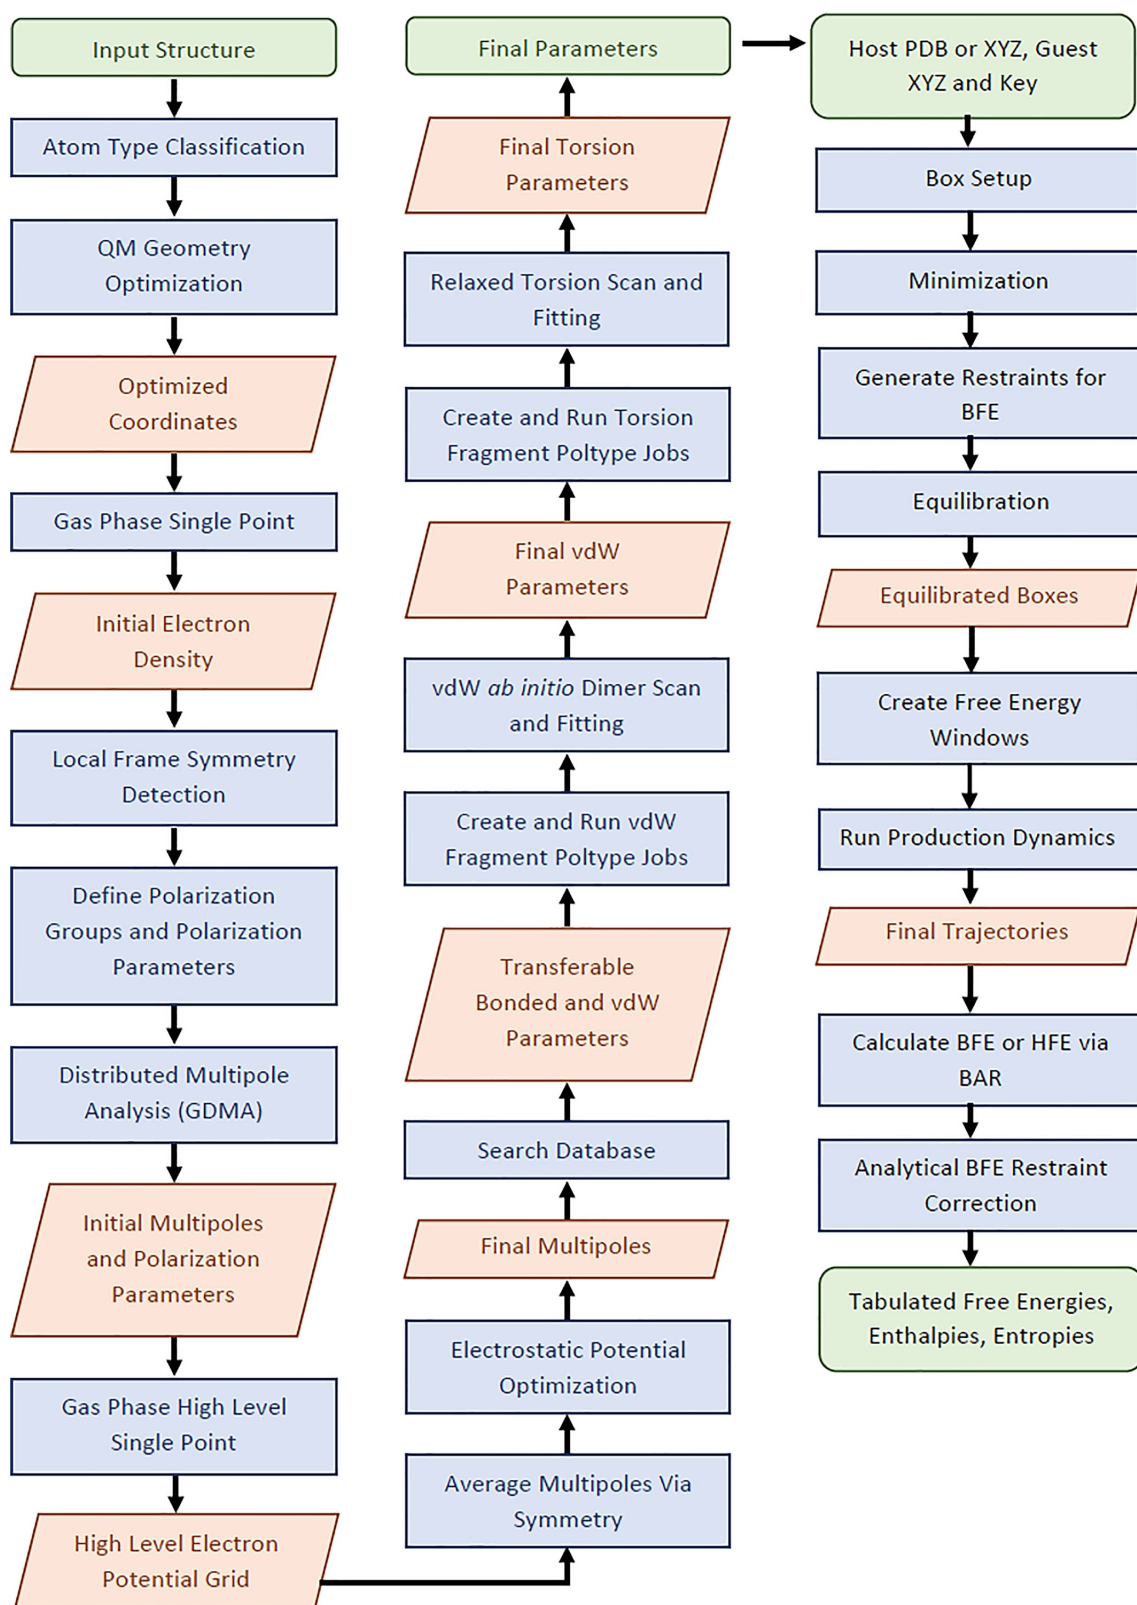 Input Structure
Atom Type Classification
QM Geometry
Optimization
Optimized
Coordinates
Gas Phase Single Point
Initial Electron
Density
Local Frame Symmetry
Detection
Define Polarization
Groups and Polarization
Parameters
Distributed Multipole
Analysis (GDMA)
Initial Multipoles
and Polarization
Parameters
Gas Phase High Level
Single Point
High Level Electron
Potential Grid
Average Multipoles Via
Symmetry
Electrostatic Potential
Optimization
Final Multipoles
Search Database
Transferable
Bonded and vdW
Parameters
Create and Run vdW
Fragment Poltype Jobs
vdW ab initio Dimer Scan
and Fitting
Final vdW
Parameters
Create and Run Torsion
Fragment Poltype Jobs
Relaxed Torsion Scan and
Fitting
Final Torsion
Parameters
Final Parameters
Host PDB or XYZ, Guest
XYZ and Key
Box Setup
Minimization
Generate Restraints for
BFE
Equilibration
Equilibrated Boxes
Create Free Energy
Windows
Run Production Dynamics
Final Trajectories
Calculate BFE or HFE via
BAR
Analytical BFE Restraint
Correction
Tabulated Free Energies,
Enthalpies, Entropies